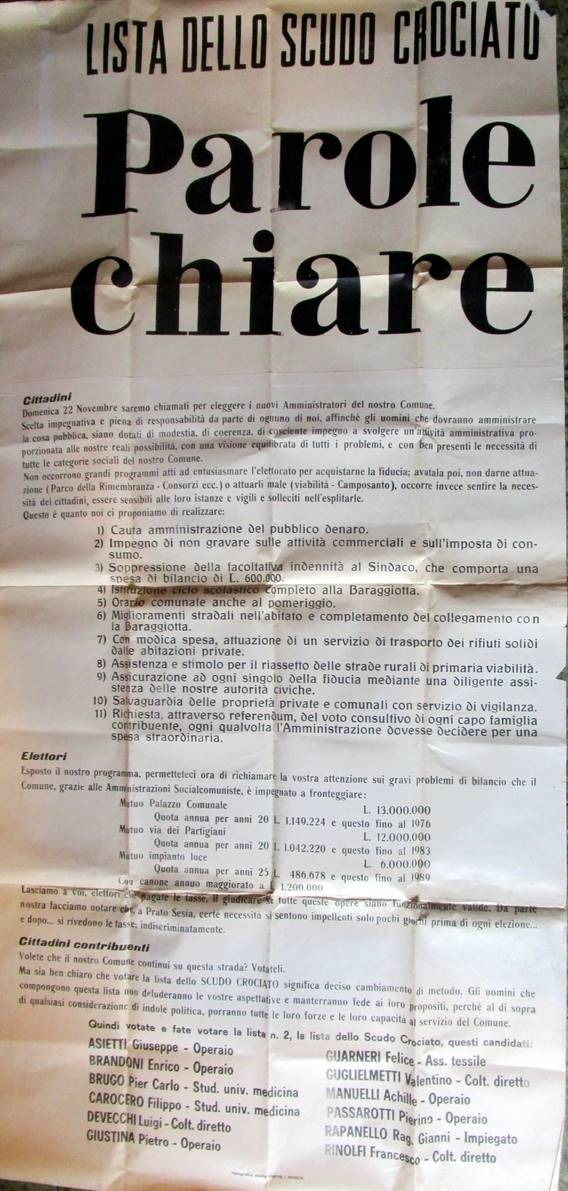 LISTA DELLO SCUDO CROCIATO
Parole
chiare
Cittadini
Domenica 22 Novembre saremo chiamati per eleggere i nuovi Amministratori del nostro Comune.
Scelta impegnativa e piena di responsabilità da parte di ognuno di noi, affinchè gli uomini che dovranno amministrare
la cosa pubblica, siano dotati di modestia, di coerenza, di cosciente impegno a svolgere un'attività amministrativa pro-
porzionata alle nostre reali possibilità, con una visione equilibrata di tutti i problemi, e con ben presenti le necessità di
tutte le categorie sociali del nostro Comune.
Non occorrono grandi programmi atti ad entusiasmare l'elettorato per acquistarne la fiducia; avutala poi, non darne attua-
zione (Parco della Rimembranza - Consorzi ecc.) o attuarli male (viabilità - Camposanto), occorre invece sentire la neces-
sità dei cittadini, essere sensibili alle loro istanze e vigili e solleciti nell'esplitarle.
Questo è quanto noi ci proponiamo di realizzare:
1) Cauta amministrazione del pubblico denaro.
2) Impegno di non gravare sulle attività commerciali e sull'imposta di con-
sumo.
3) Soppressione della facoltativa indennità al Sindaco, che comporta una
spesa di bilancio di L. 600.000.
4) Istituzione ciclo scolastico completo alla Baraggiotta.
5) Orario comunale anche al pomeriggio.
6) Miglioramenti stradali nell'abitato e completamento del collegamento con
la Baraggiotta.
7) Con modica spesa, attuazione di un servizio di trasporto dei rifiuti solidi
dalle abitazioni private.
8) Assistenza e stimolo per il riassetto delle strade rurali di primaria viabilità.
9) Assicurazione ad ogni singolo della fiducia mediante una diligente assi-
stenza delle nostre autorità civiche.
10) Salvaguardia delle proprietà private e comunali con servizio di vigilanza.
11) Richiesta, attraverso referendum, del voto consultivo di ogni capo famiglia
contribuente, ogni qualvolta l'Amministrazione dovesse decidere per una
spesa straordinaria.
Elettori
Esposto il nostro programma, permetteteci ora di richiamare la vostra attenzione sui gravi problemi di bilancio che il
Comune, grazie alle Amministrazioni Socialcomuniste, è impegnato a fronteggiare:
Mutuo Palazzo Comunale L. 13.000.000
Quota annua per anni 20 L 1.149.224 e questo fino al 1976
Mutuo via dei Partigiani L. 12.000.000
Quota annua per anni 20 L 1.042.220 e questo fino al 1983
Mutuo impianto luce L. 6.000.000
Quota annua per anni 25 L. 486.678 e questo fino al 1989
Con canone annuo maggiorato a L 1.200.000
Lasciamo a voi, elettori che pagate le tasse, il giudicare se tutte queste opere siano funzionalmente valide. Da parte
nostra facciamo notare che, a Prato Sesia, certe necessità si sentono impellenti solo pochi giorni prima di ogni elezione...
e dopo... si rivedono le tasse; indiscriminatamente.
Cittadini contribuenti
Volete che il nostro Comune continui su questa strada? Votateli.
Ma sia ben chiaro che votare la lista dello SCUDO CROCIATO significa deciso cambiamento di metodo. Gli uomini che
compongono questa lista non deluderanno le vostre aspettative e manterranno fede ai loro propositi, perchè al di sopra
di qualsiasi considerazione di indole politica, porranno tutte le loro forze e le loro capacità al servizio del Comune.
Quindi votate e fate votare la lista n. 2, la lista dello Scudo Crociato, questi candidati:
ASIETTI Giuseppe - Operaio
BRANDONI Enrico - Operaio
BRUGO Pier Carlo - Stud. univ. medicina
CAROCERO Filippo - Stud. univ. medicina
DEVECCHI Luigi - Colt. diretto
GIUSTINA Pietro - Operaio
GUARNERI Felice - Ass. tessile
GUGLIELMETTI Valentino - Colt. diretto
MANUELLI Achille - Operaio
PASSAROTTI Pierino - Operaio
RAPANELLO Rag. Gianni - Impiegato
RINOLFI Francesco - Colt. diretto